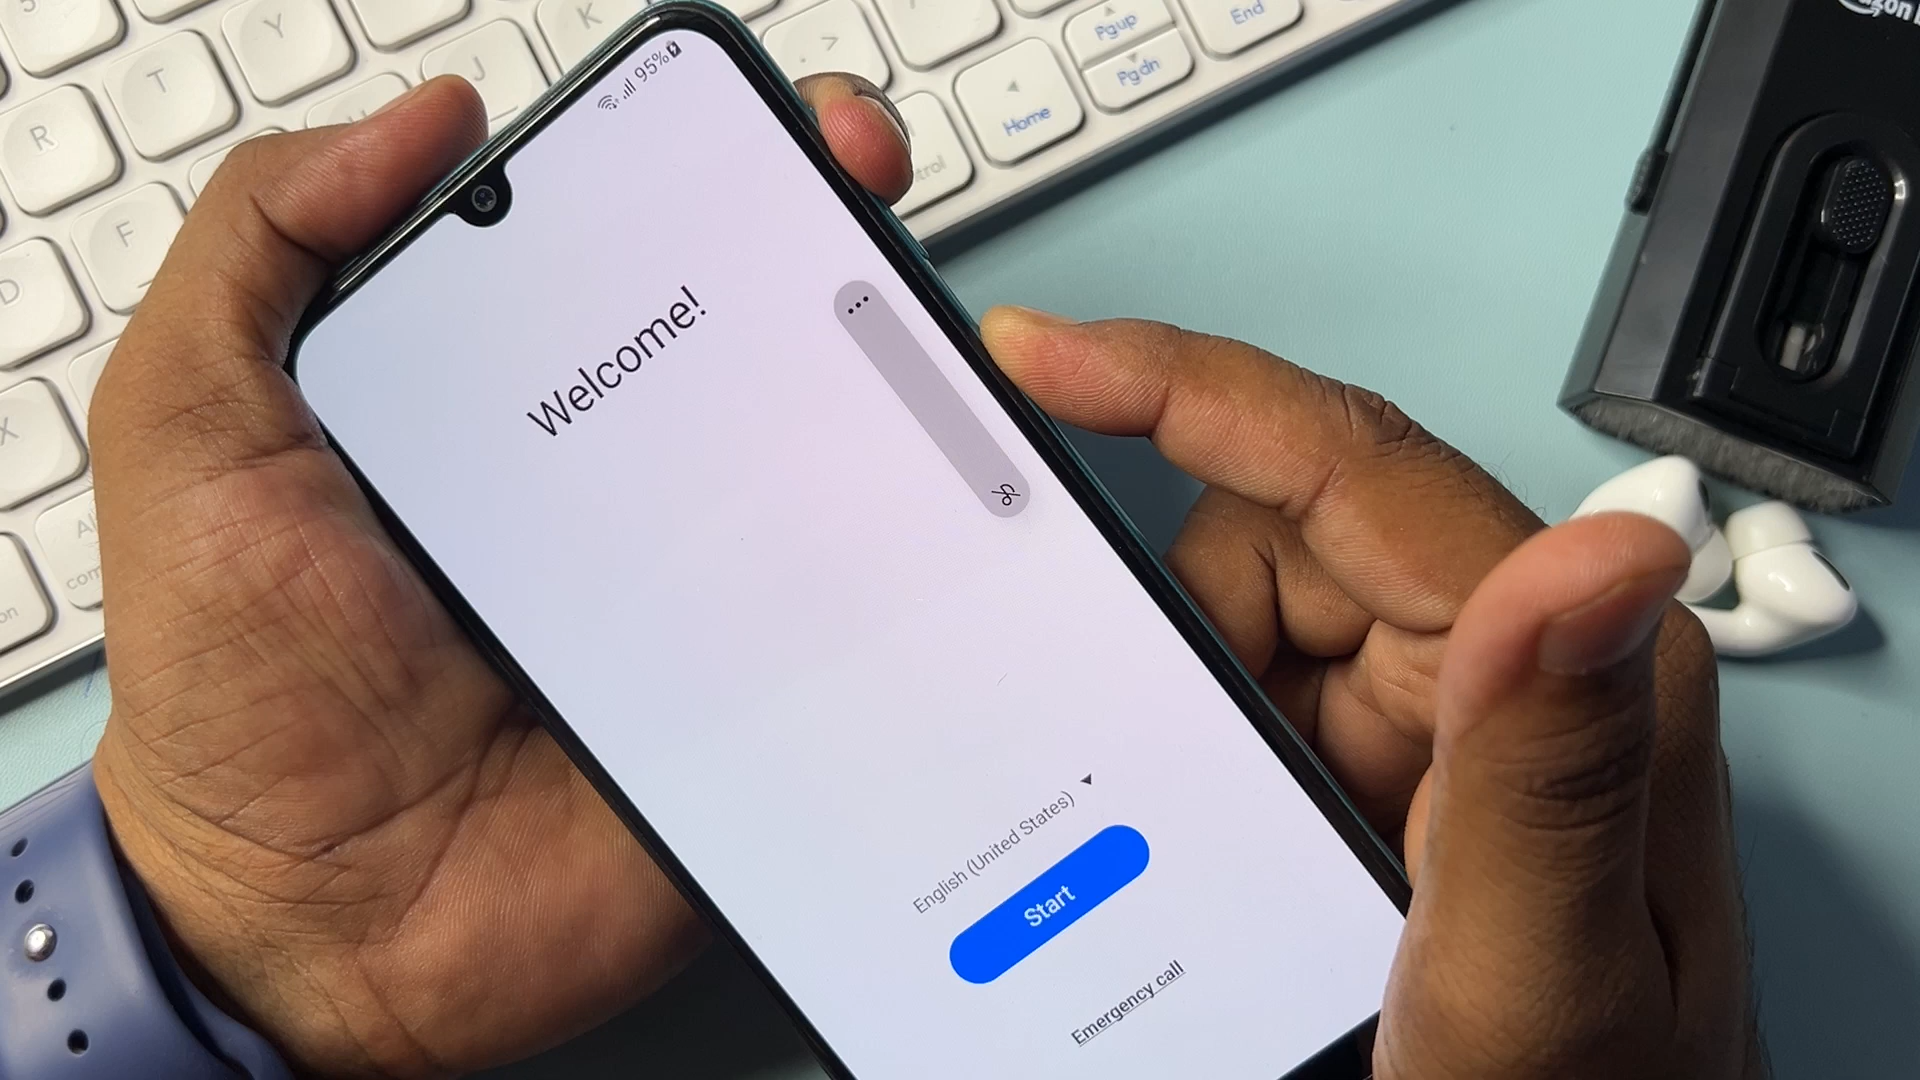 95%
Welcome!
English (United States)
Start
Emergency call
T
Y
J
K
R
F
D
X
>
Pgup
Pgdn
End
Home